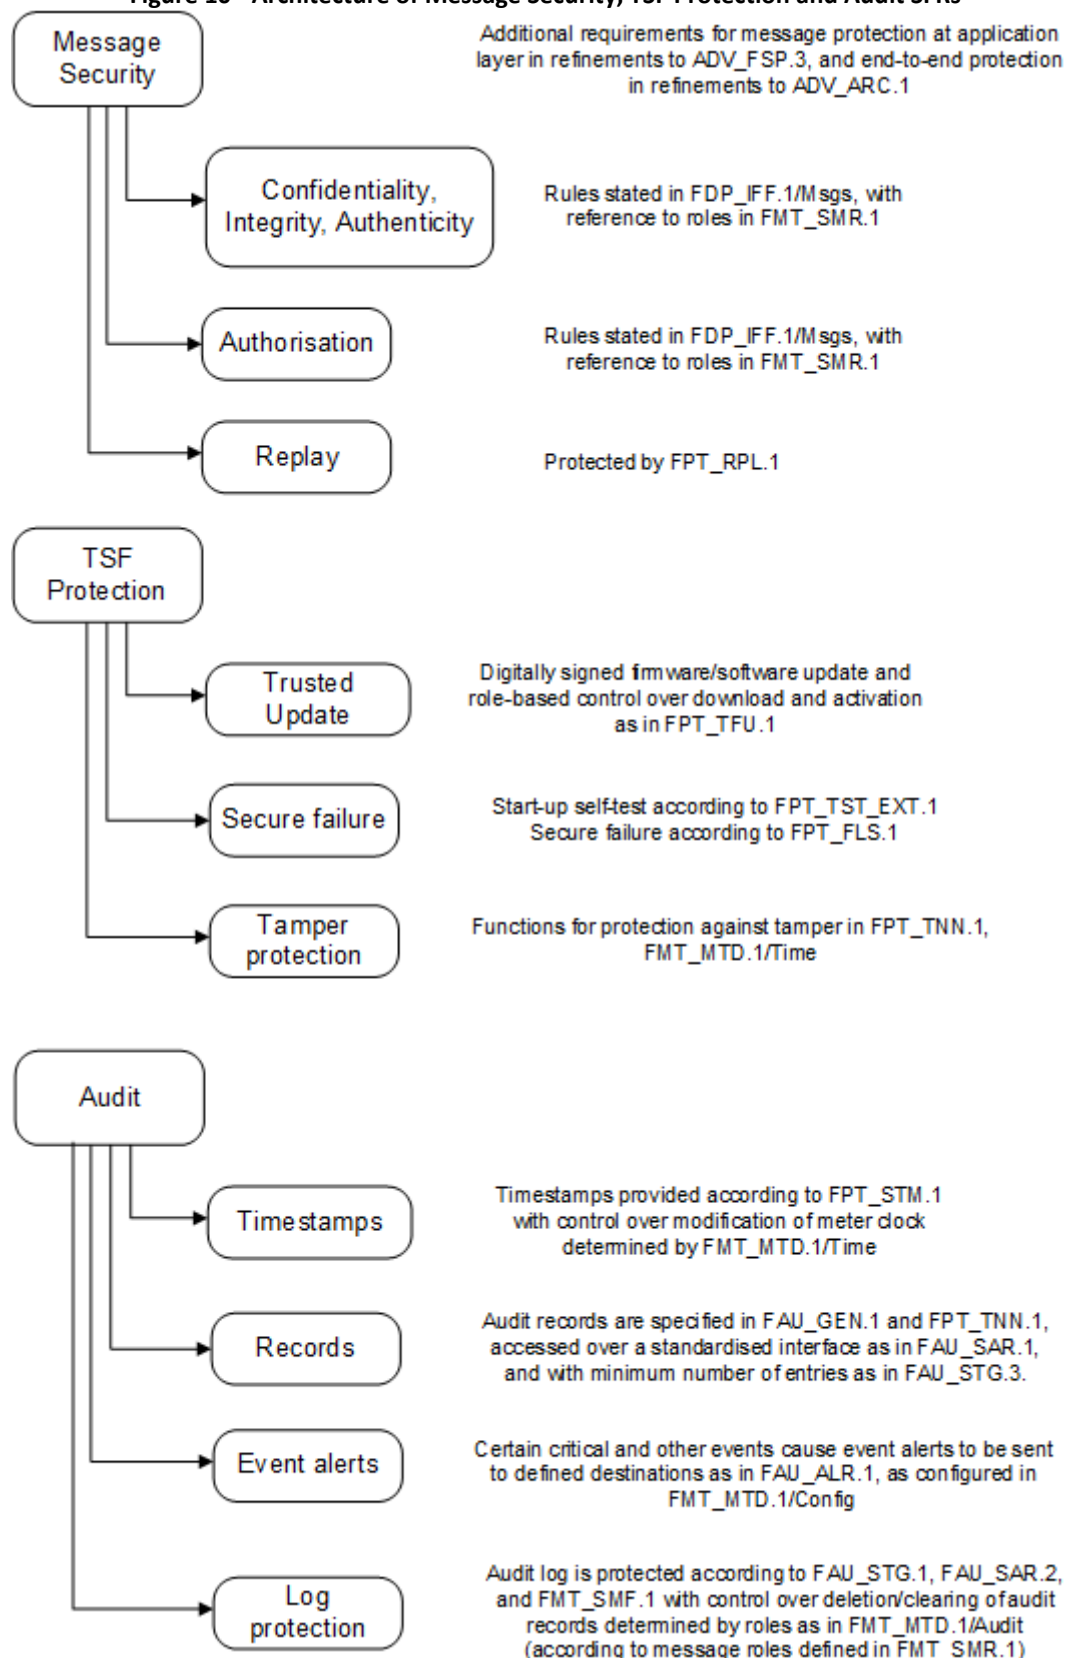 Figure 10 - Architecture of Message Security, TSF Protection and Audit SFRs
Message
Security
Additional requirements for message protection at application
layer in refinements to ADV_FSP.3, and end-to-end protection
in refinements to ADV_ARC.1
Confidentiality,
Integrity, Authenticity
Rules stated in FDP_IFF.1/Msgs, with
reference to roles in FMT_SMR.1
Authorisation
Rules stated in FDP_IFF.1/Msgs, with
reference to roles in FMT_SMR.1
Replay
Protected by FPT_RPL.1
TSF
Protection
Trusted
Update
Digitally signed firmware/software update and
role-based control over download and activation
as in FPT_TFU.1
Secure failure
Start-up self-test according to FPT_TST_EXT.1
Secure failure according to FPT_FLS.1
Tamper
protection
Functions for protection against tamper in FPT_TNN.1,
FMT_MTD.1/Time
Audit
Timestamps
Timestamps provided according to FPT_STM.1
with control over modification of meter clock
determined by FMT_MTD.1/Time
Records
Audit records are specified in FAU_GEN.1 and FPT_TNN.1,
accessed over a standardised interface as in FAU_SAR.1,
and with minimum number of entries as in FAU_STG.3.
Event alerts
Certain critical and other events cause event alerts to be sent
to defined destinations as in FAU_ALR.1, as configured in
FMT_MTD.1/Config
Log
protection
Audit log is protected according to FAU_STG.1, FAU_SAR.2,
and FMT_SMF.1 with control over deletion/clearing of audit
records determined by roles as in FMT_MTD.1/Audit
(according to message roles defined in FMT_SMR.1)